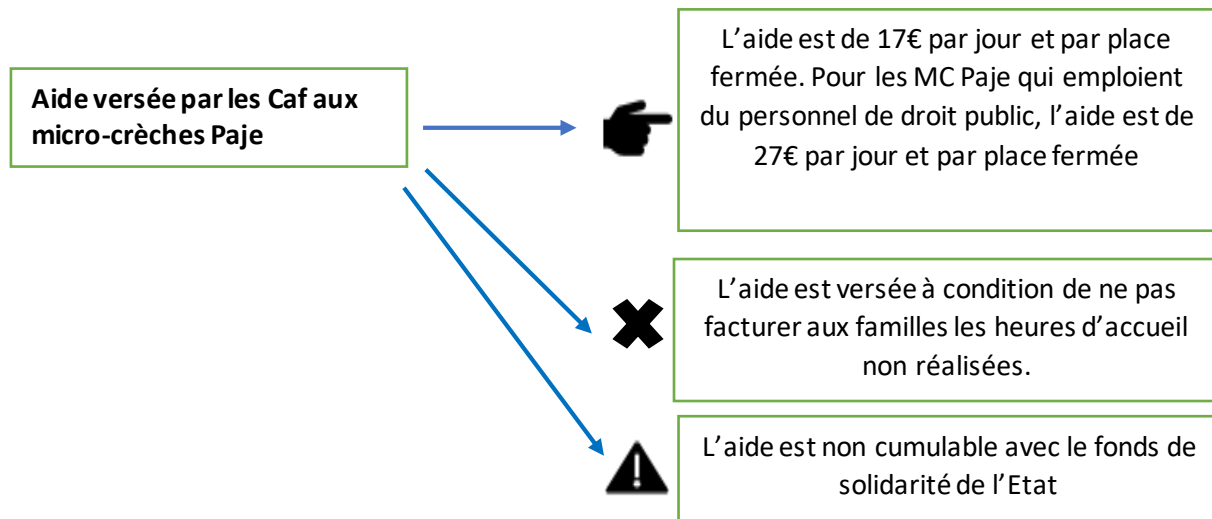 Aide versée par les Caf aux
micro-crèches Paje
L’aide est de 17€ par jour et par place
fermée. Pour les MC Paje qui emploient
du personnel de droit public, l’aide est de
27€ par jour et par place fermée
L’aide est versée à condition de ne pas
facturer aux familles les heures d’accueil
non réalisées.
L’aide est non cumulable avec le fonds de
solidarité de l’Etat